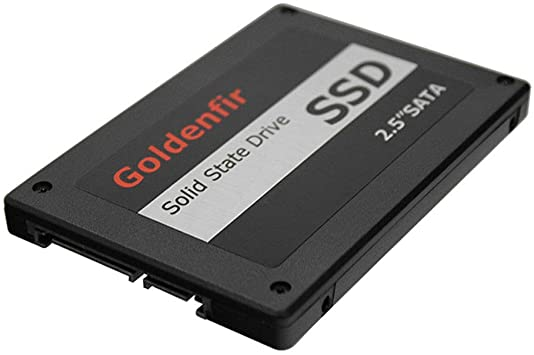 Goldenfir
Solid State Drive
SSD
2.5"SATA